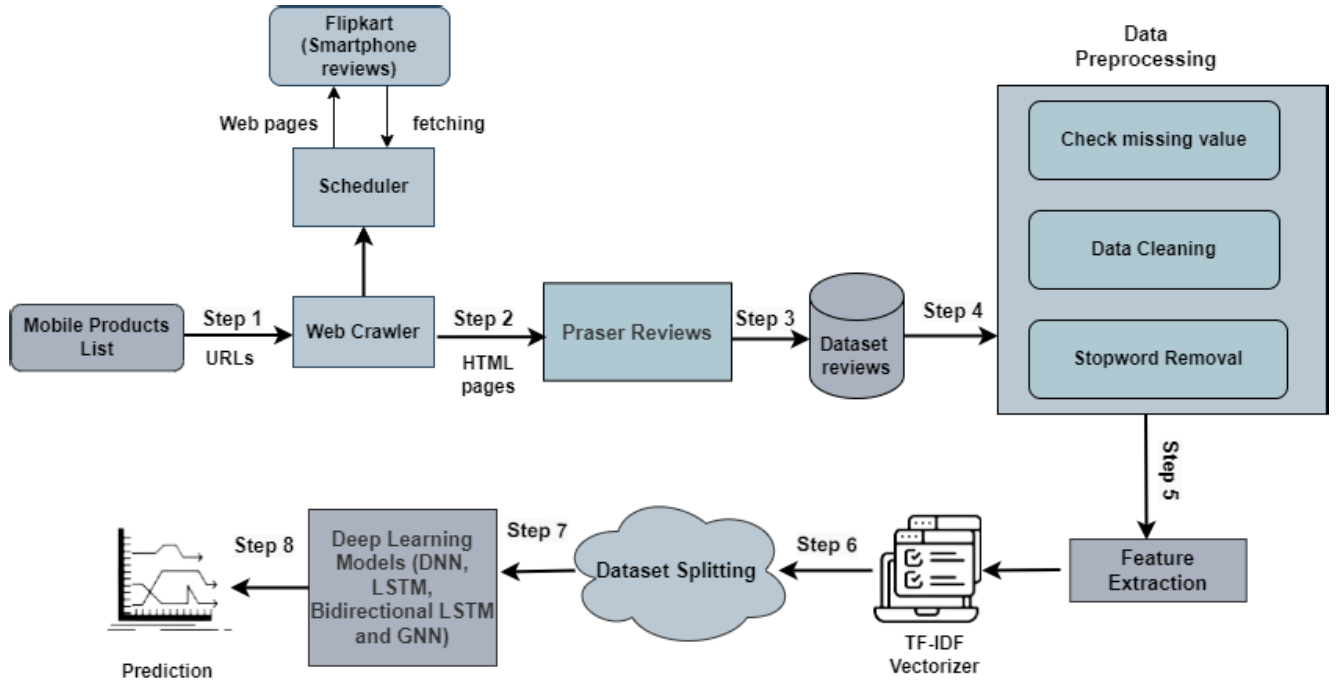 Flipkart
(Smartphone
reviews)
Web pages
fetching
Scheduler
Mobile Products
List
Step 1
URLs
Web Crawler
Step 2
HTML
pages
Praser Reviews
Step 3
Dataset
reviews
Step 4
Data
Preprocessing
Check missing value
Data Cleaning
Stopword Removal
Step 5
Feature
Extraction
TF-IDF
Vectorizer
Step 6
Dataset Splitting
Step 7
Deep Learning
Models (DNN,
LSTM,
Bidirectional LSTM
and GNN)
Step 8
Prediction